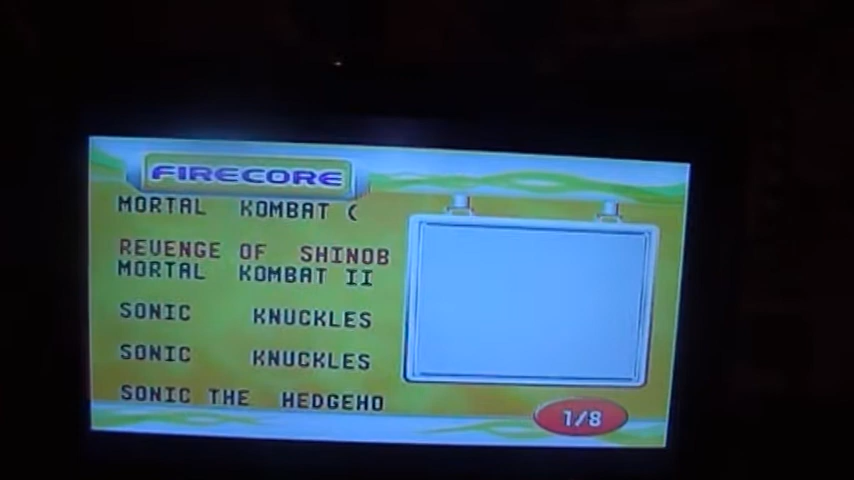 FIRECORE
MORTAL KOMBAT (
REVENGE OF SHINOB
MORTAL KOMBAT II
SONIC KNUCKLES
SONIC KNUCKLES
SONIC THE HEDGEHO
1/8